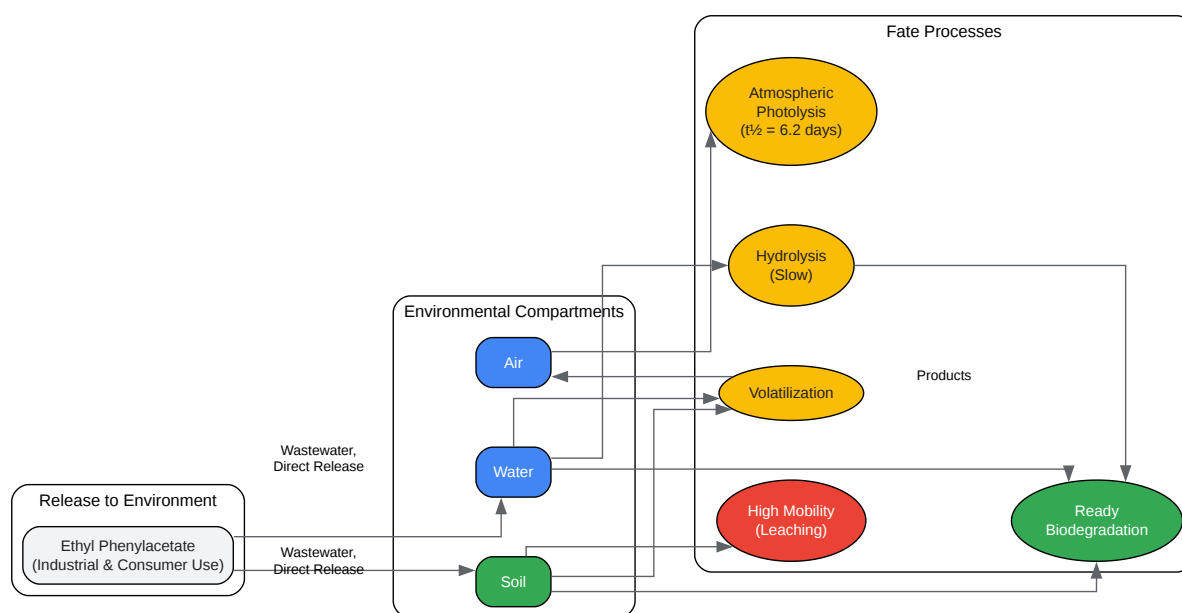 Fate Processes
Atmospheric
Photolysis
(t½ = 6.2 days)
Hydrolysis
(Slow)
Environmental Compartments
Air
Volatilization
Products
Wastewater,
Direct Release
Water
Release to Environment
High Mobility
(Leaching)
Ready
Biodegradation
Ethyl Phenylacetate
(Industrial & Consumer Use)
Wastewater,
Direct Release
Soil